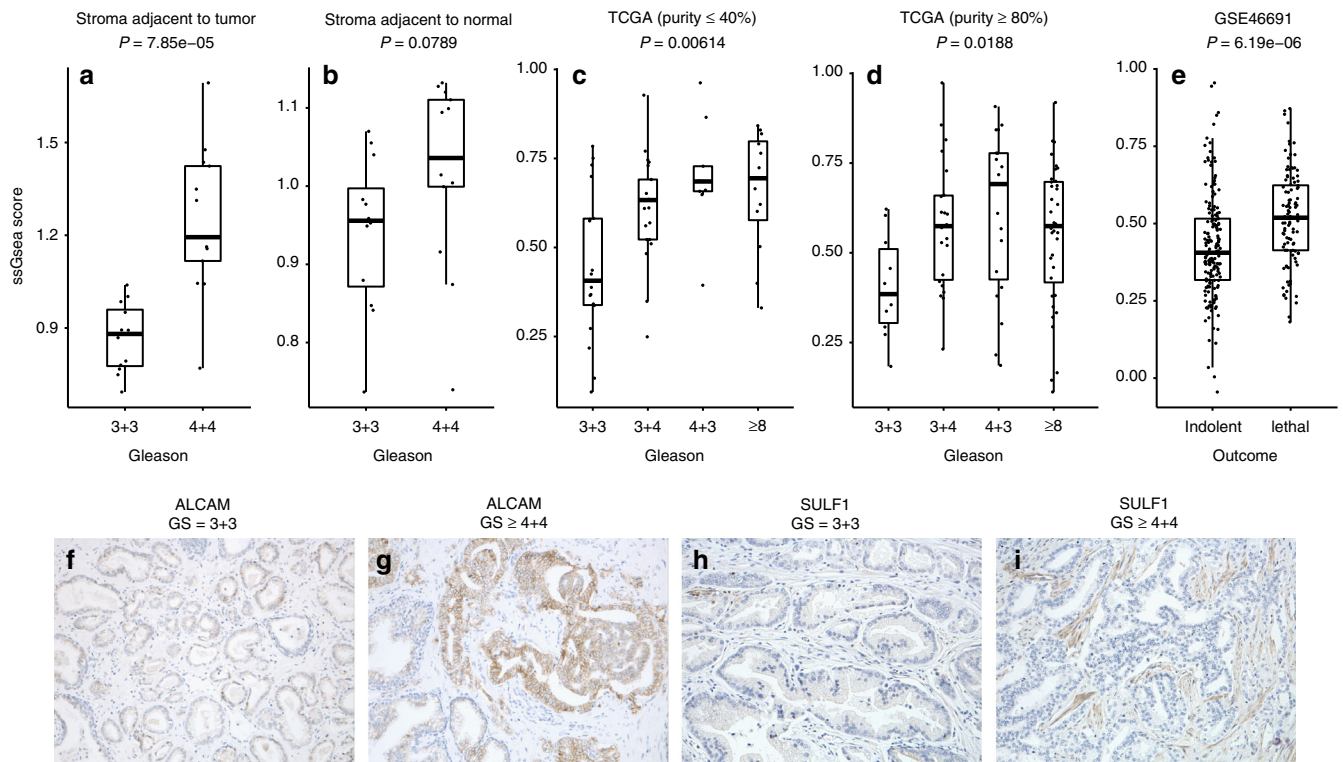 Stroma adjacent to tumor
P = 7.85e−05
a
ssGsea score
1.5
1.2
0.9
3+3 4+4
Gleason
Stroma adjacent to normal
P = 0.0789
b
1.1
1.0
0.9
0.8
3+3 4+4
Gleason
TCGA (purity ≤ 40%)
P = 0.00614
c
1.00
0.75
0.50
0.25
3+3 3+4 4+3 ≥8
Gleason
TCGA (purity ≥ 80%)
P = 0.0188
d
1.00
0.75
0.50
0.25
3+3 3+4 4+3 ≥8
Gleason
GSE46691
P = 6.19e−06
e
1.00
0.75
0.50
0.25
0.00
Indolent lethal
Outcome
ALCAM
GS = 3+3
f
ALCAM
GS ≥ 4+4
g
SULF1
GS = 3+3
h
SULF1
GS ≥ 4+4
i